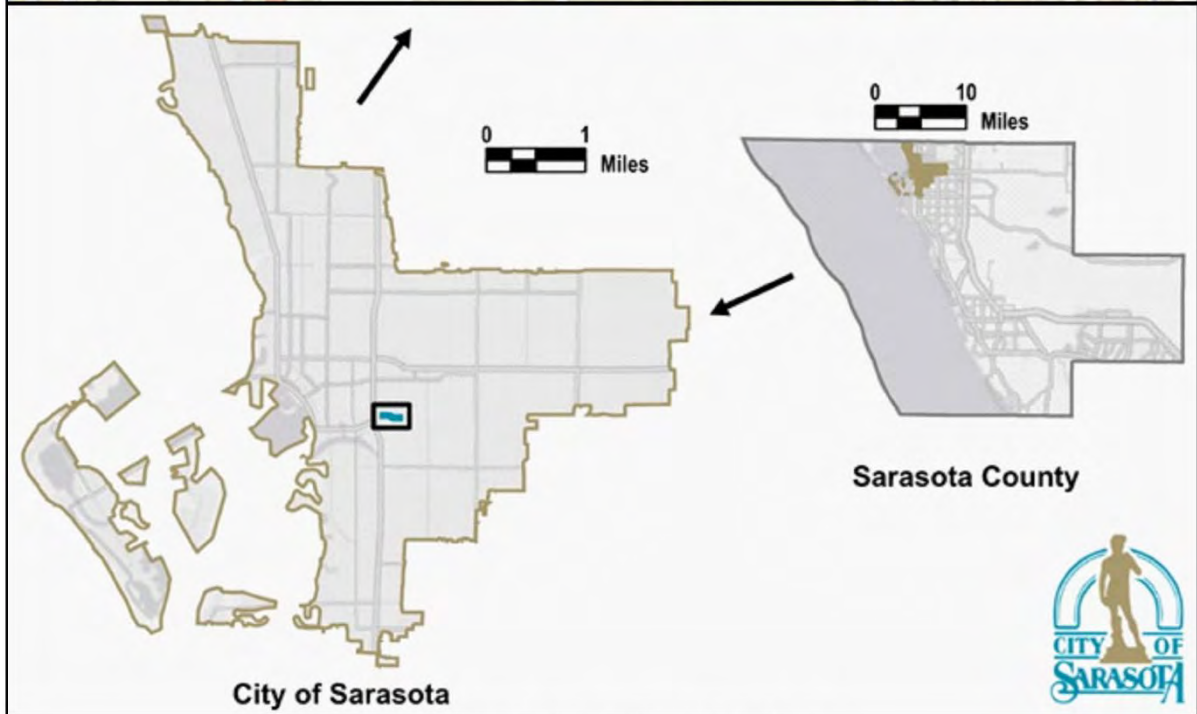 0 1
Miles
0 10
Miles
Sarasota County
City of Sarasota
CITY OF
SARASOTA